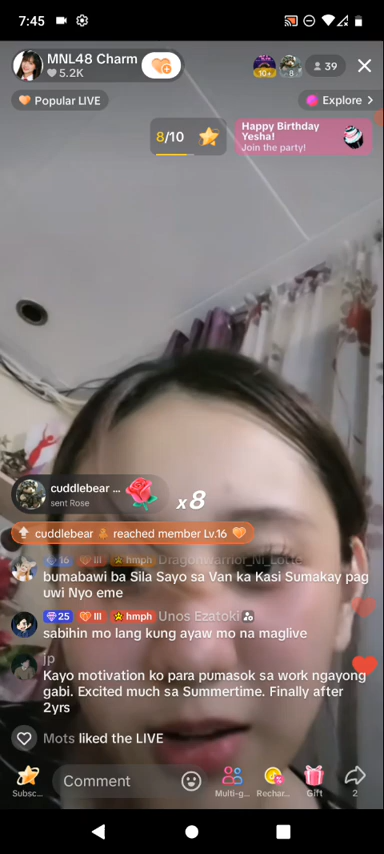 7:45
MNL48 Charm
5.2K
10+
8
39
Popular LIVE
Explore >
8/10
Happy Birthday
Yesha!
Join the party!
cuddlebear ...
sent Rose
x8
cuddlebear reached member Lv.16
16 III hmph Dragonwarrior_Ni_Lotte
bumabawi ba Sila Sayo sa Van ka Kasi Sumakay pag
uwi Nyo eme
25 III hmph Unos Ezatoki
sabihin mo lang kung ayaw mo na maglive
jp
Kayo motivation ko para pumasok sa work ngayong
gabi. Excited much sa Summertime. Finally after
2yrs
Mots liked the LIVE
Comment
Subsc... Multi-g... Rechar... Gift 2